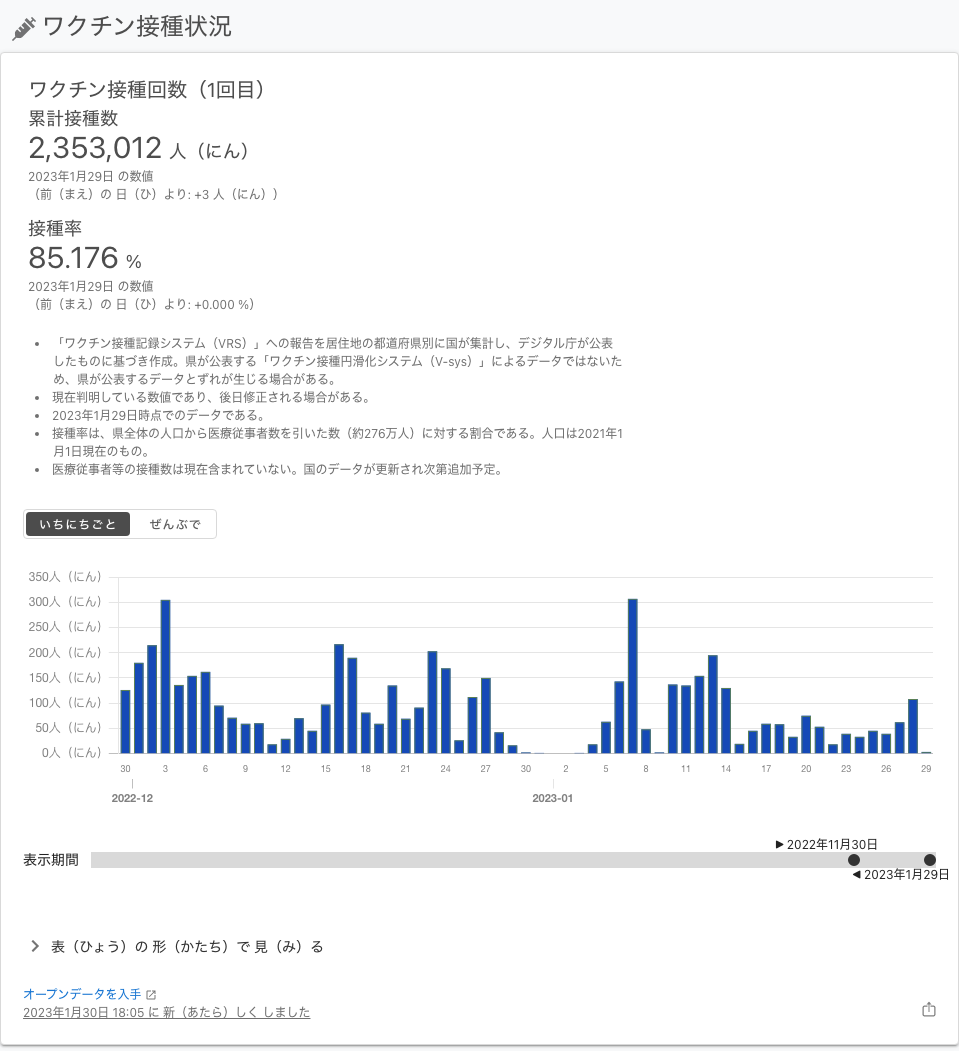 ワクチン接種状況
ワクチン接種回数（1回目）
累計接種数
2,353,012 人（にん）
2023年1月29日 の数値
（前（まえ）の 日（ひ）より: +3 人（にん））
接種率
85.176 %
2023年1月29日 の数値
（前（まえ）の 日（ひ）より: +0.000 %）
• 「ワクチン接種記録システム（VRS）」への報告を居住地の都道府県別に国が集計し、デジタル庁が公表
したものに基づき作成。県が公表する「ワクチン接種円滑化システム（V-sys）」によるデータではないた
め、県が公表するデータとずれが生じる場合がある。
• 現在判明している数値であり、後日修正される場合がある。
• 2023年1月29日時点でのデータである。
• 接種率は、県全体の人口から医療従事者数を引いた数（約276万人）に対する割合である。人口は2021年1
月1日現在のもの。
• 医療従事者等の接種数は現在含まれていない。国のデータが更新され次第追加予定。
いちにちごと ぜんぶで
350人（にん）
300人（にん）
250人（にん）
200人（にん）
150人（にん）
100人（にん）
50人（にん）
0人（にん）
30 3 6 9 12 15 18 21 24 27 30 2 5 8 11 14 17 20 23 26 29
2022-12 2023-01
▶ 2022年11月30日
表示期間
◀ 2023年1月29日
表（ひょう）の 形（かたち）で 見（み）る
オープンデータを入手
2023年1月30日 18:05 に 新（あたら）しく しました